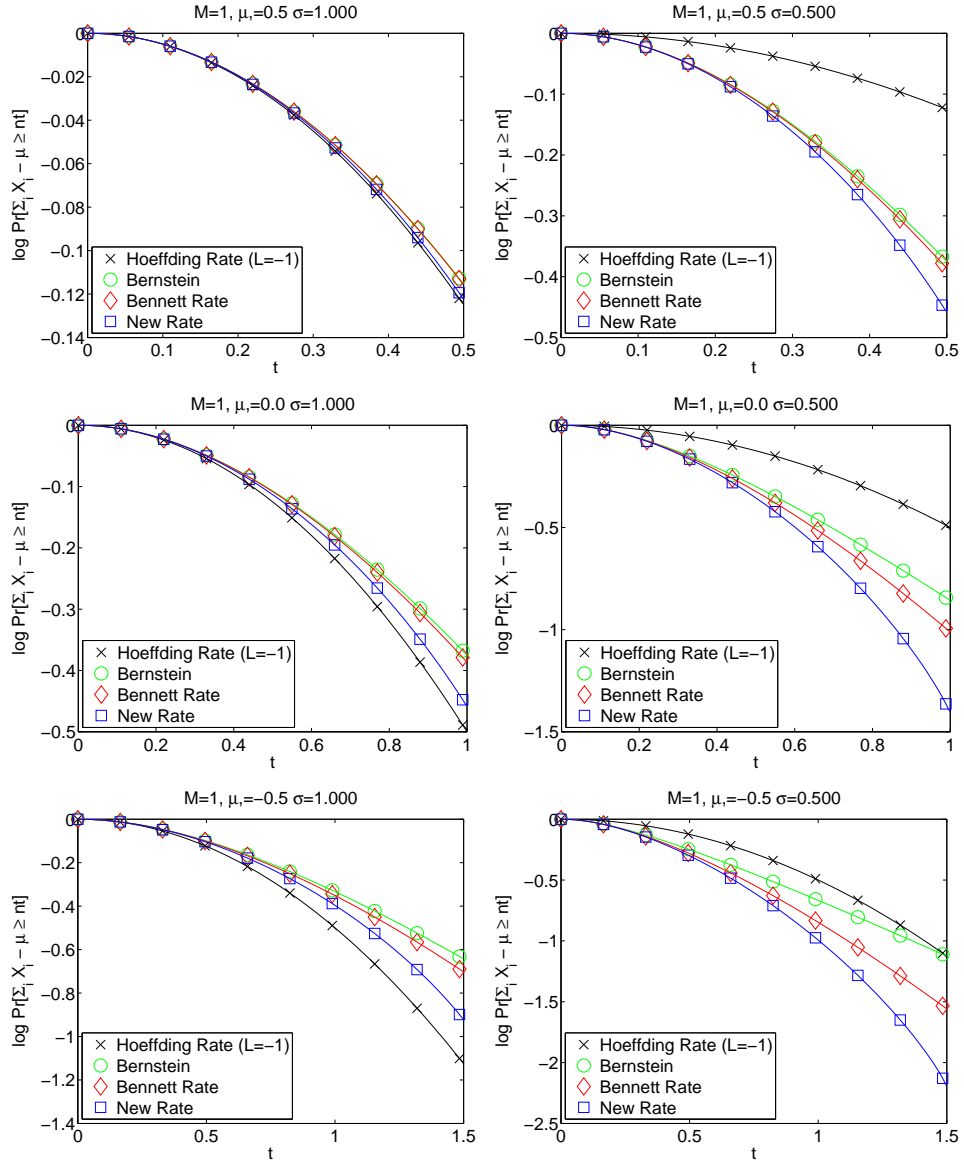 M=1, μ,=0.5 σ=1.000
log Pr[Σᵢ Xᵢ − μ ≥ nt]
0
−0.02
−0.04
−0.06
−0.08
−0.1
−0.12
−0.14
0 0.1 0.2 0.3 0.4 0.5
t
Hoeffding Rate (L=−1)
Bernstein
Bennett Rate
New Rate
M=1, μ,=0.5 σ=0.500
log Pr[Σᵢ Xᵢ − μ ≥ nt]
0
−0.1
−0.2
−0.3
−0.4
−0.5
0 0.1 0.2 0.3 0.4 0.5
t
Hoeffding Rate (L=−1)
Bernstein
Bennett Rate
New Rate
M=1, μ,=0.0 σ=1.000
log Pr[Σᵢ Xᵢ − μ ≥ nt]
0
−0.1
−0.2
−0.3
−0.4
−0.5
0 0.2 0.4 0.6 0.8 1
t
Hoeffding Rate (L=−1)
Bernstein
Bennett Rate
New Rate
M=1, μ,=0.0 σ=0.500
log Pr[Σᵢ Xᵢ − μ ≥ nt]
0
−0.5
−1
−1.5
0 0.2 0.4 0.6 0.8 1
t
Hoeffding Rate (L=−1)
Bernstein
Bennett Rate
New Rate
M=1, μ,=−0.5 σ=1.000
log Pr[Σᵢ Xᵢ − μ ≥ nt]
0
−0.2
−0.4
−0.6
−0.8
−1
−1.2
−1.4
0 0.5 1 1.5
t
Hoeffding Rate (L=−1)
Bernstein
Bennett Rate
New Rate
M=1, μ,=−0.5 σ=0.500
log Pr[Σᵢ Xᵢ − μ ≥ nt]
0
−0.5
−1
−1.5
−2
−2.5
0 0.5 1 1.5
t
Hoeffding Rate (L=−1)
Bernstein
Bennett Rate
New Rate